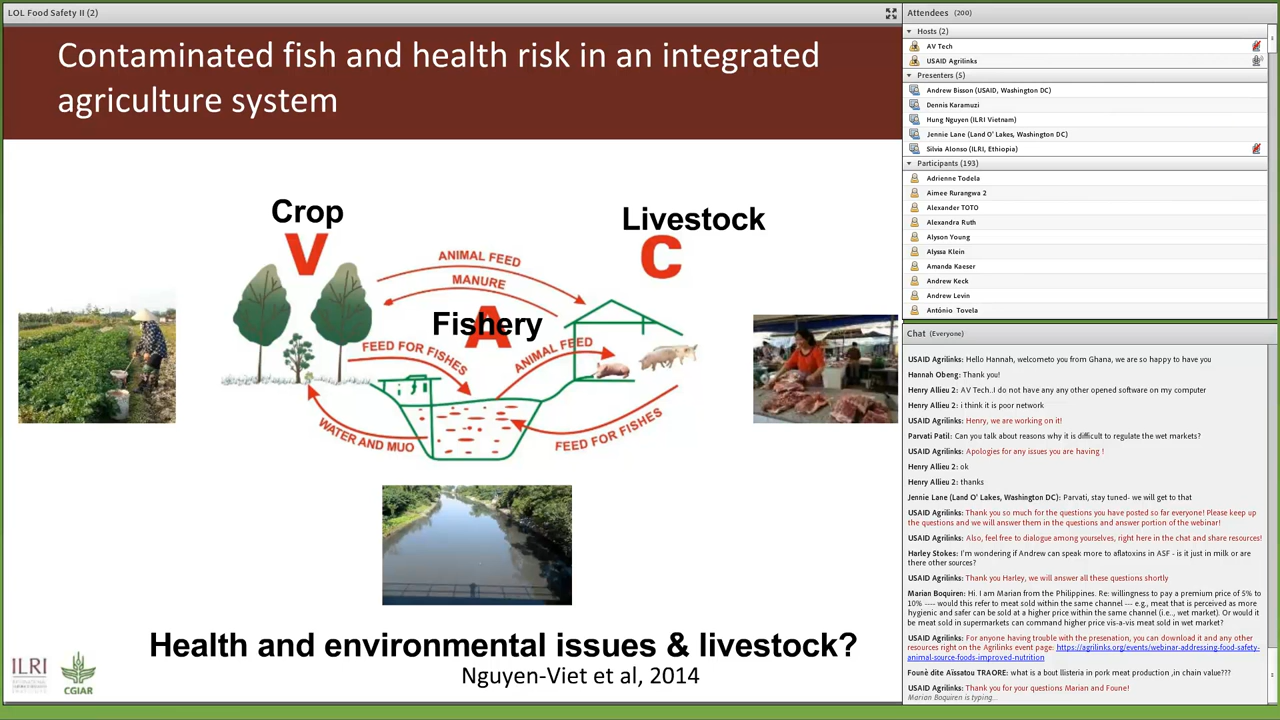 LOL Food Safety II (2)
Contaminated fish and health risk in an integrated
agriculture system
Crop
V
Livestock
C
ANIMAL FEED
MANURE
Fishery
A
FEED FOR FISHES
ANIMAL FEED
WATER AND MUO
FEED FOR FISHES
Health and environmental issues & livestock?
Nguyen-Viet et al, 2014
ILRI
CGIAR
Attendees (200)
Hosts (2)
AV Tech
USAID Agrilinks
Presenters (5)
Andrew Bisson (USAID, Washington DC)
Dennis Karamuzi
Hung Nguyen (ILRI Vietnam)
Jennie Lane (Land O' Lakes, Washington DC)
Silvia Alonso (ILRI, Ethiopia)
Participants (193)
Adrienne Todela
Aimee Rurangwa 2
Alexander TOTO
Alexandra Ruth
Alyson Young
Alyssa Klein
Amanda Kaeser
Andrew Keck
Andrew Levin
António Tovela
Chat (Everyone)
USAID Agrilinks: Hello Hannah, welcometo you from Ghana, we are so happy to have you
Hannah Obeng: Thank you!
Henry Allieu 2: AV Tech..I do not have any any other opened software on my computer
Henry Allieu 2: i think it is poor network
USAID Agrilinks: Henry, we are working on it!
Parvati Patil: Can you talk about reasons why it is difficult to regulate the wet markets?
USAID Agrilinks: Apologies for any issues you are having !
Henry Allieu 2: ok
Henry Allieu 2: thanks
Jennie Lane (Land O' Lakes, Washington DC): Parvati, stay tuned- we will get to that
USAID Agrilinks: Thank you so much for the questions you have posted so far everyone! Please keep up
the questions and we will answer them in the questions and answer portion of the webinar!
USAID Agrilinks: Also, feel free to dialogue among yourselves, right here in the chat and share resources!
Harley Stokes: I'm wondering if Andrew can speak more to aflatoxins in ASF - is it just in milk or are
there other sources?
USAID Agrilinks: Thank you Harley, we will answer all these questions shortly
Marian Boquiren: Hi. I am Marian from the Philippines. Re: willingness to pay a premium price of 5% to
10% ---- would this refer to meat sold within the same channel --- e.g., meat that is perceived as more
hygienic and safer can be sold at a higher price within the same channel (i.e.., wet market). Or would it
be meat sold in supermarkets can command higher price vis-a-vis meat sold in wet market?
USAID Agrilinks: For anyone having trouble with the presenation, you can download it and any other
resources right on the Agrilinks event page: https://agrilinks.org/events/webinar-addressing-food-safety-
animal-source-foods-improved-nutrition
Founè dite Aïssatou TRAORE: what is a bout llisteria in pork meat production ,in chain value???
USAID Agrilinks: Thank you for your questions Marian and Foune!
Marian Boquiren is typing...